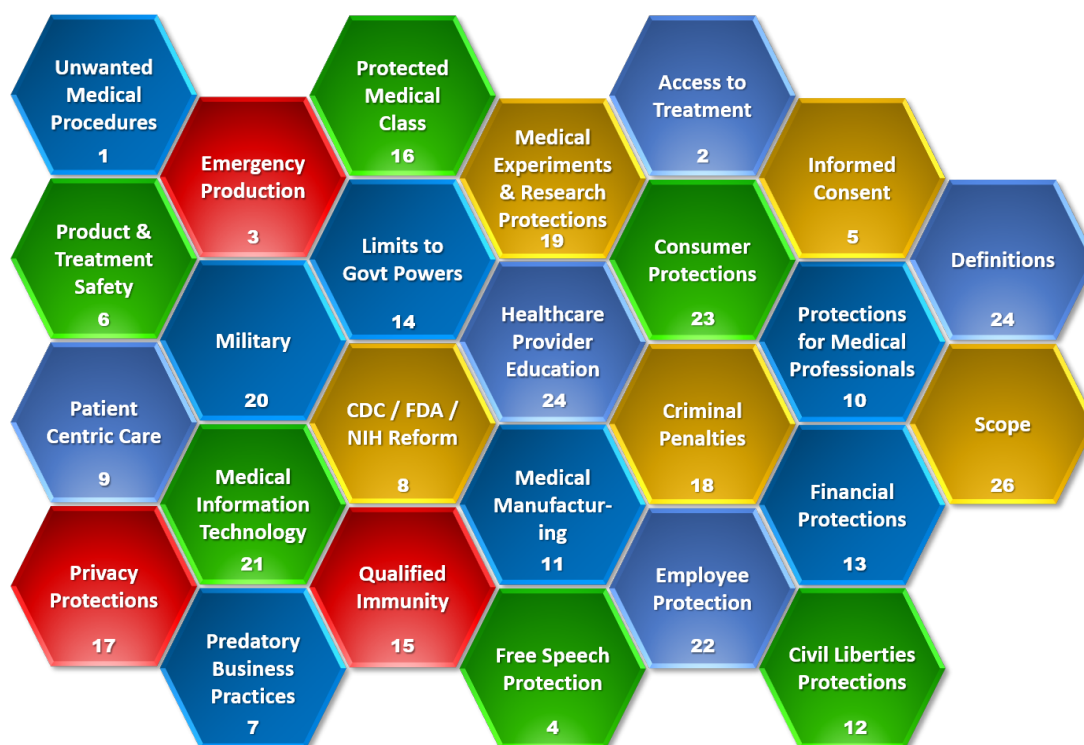 Unwanted
Medical
Procedures
1
Protected
Medical
Class
16
Access to
Treatment
2
Emergency
Production
3
Medical
Experiments
& Research
Protections
19
Informed
Consent
5
Product &
Treatment
Safety
6
Limits to
Govt Powers
14
Consumer
Protections
23
Definitions
24
Military
20
Healthcare
Provider
Education
24
Protections
for Medical
Professionals
10
Patient
Centric Care
9
CDC / FDA /
NIH Reform
8
Criminal
Penalties
18
Scope
26
Medical
Information
Technology
21
Medical
Manufactur-
ing
11
Financial
Protections
13
Privacy
Protections
17
Qualified
Immunity
15
Employee
Protection
22
Predatory
Business
Practices
7
Free Speech
Protection
4
Civil Liberties
Protections
12